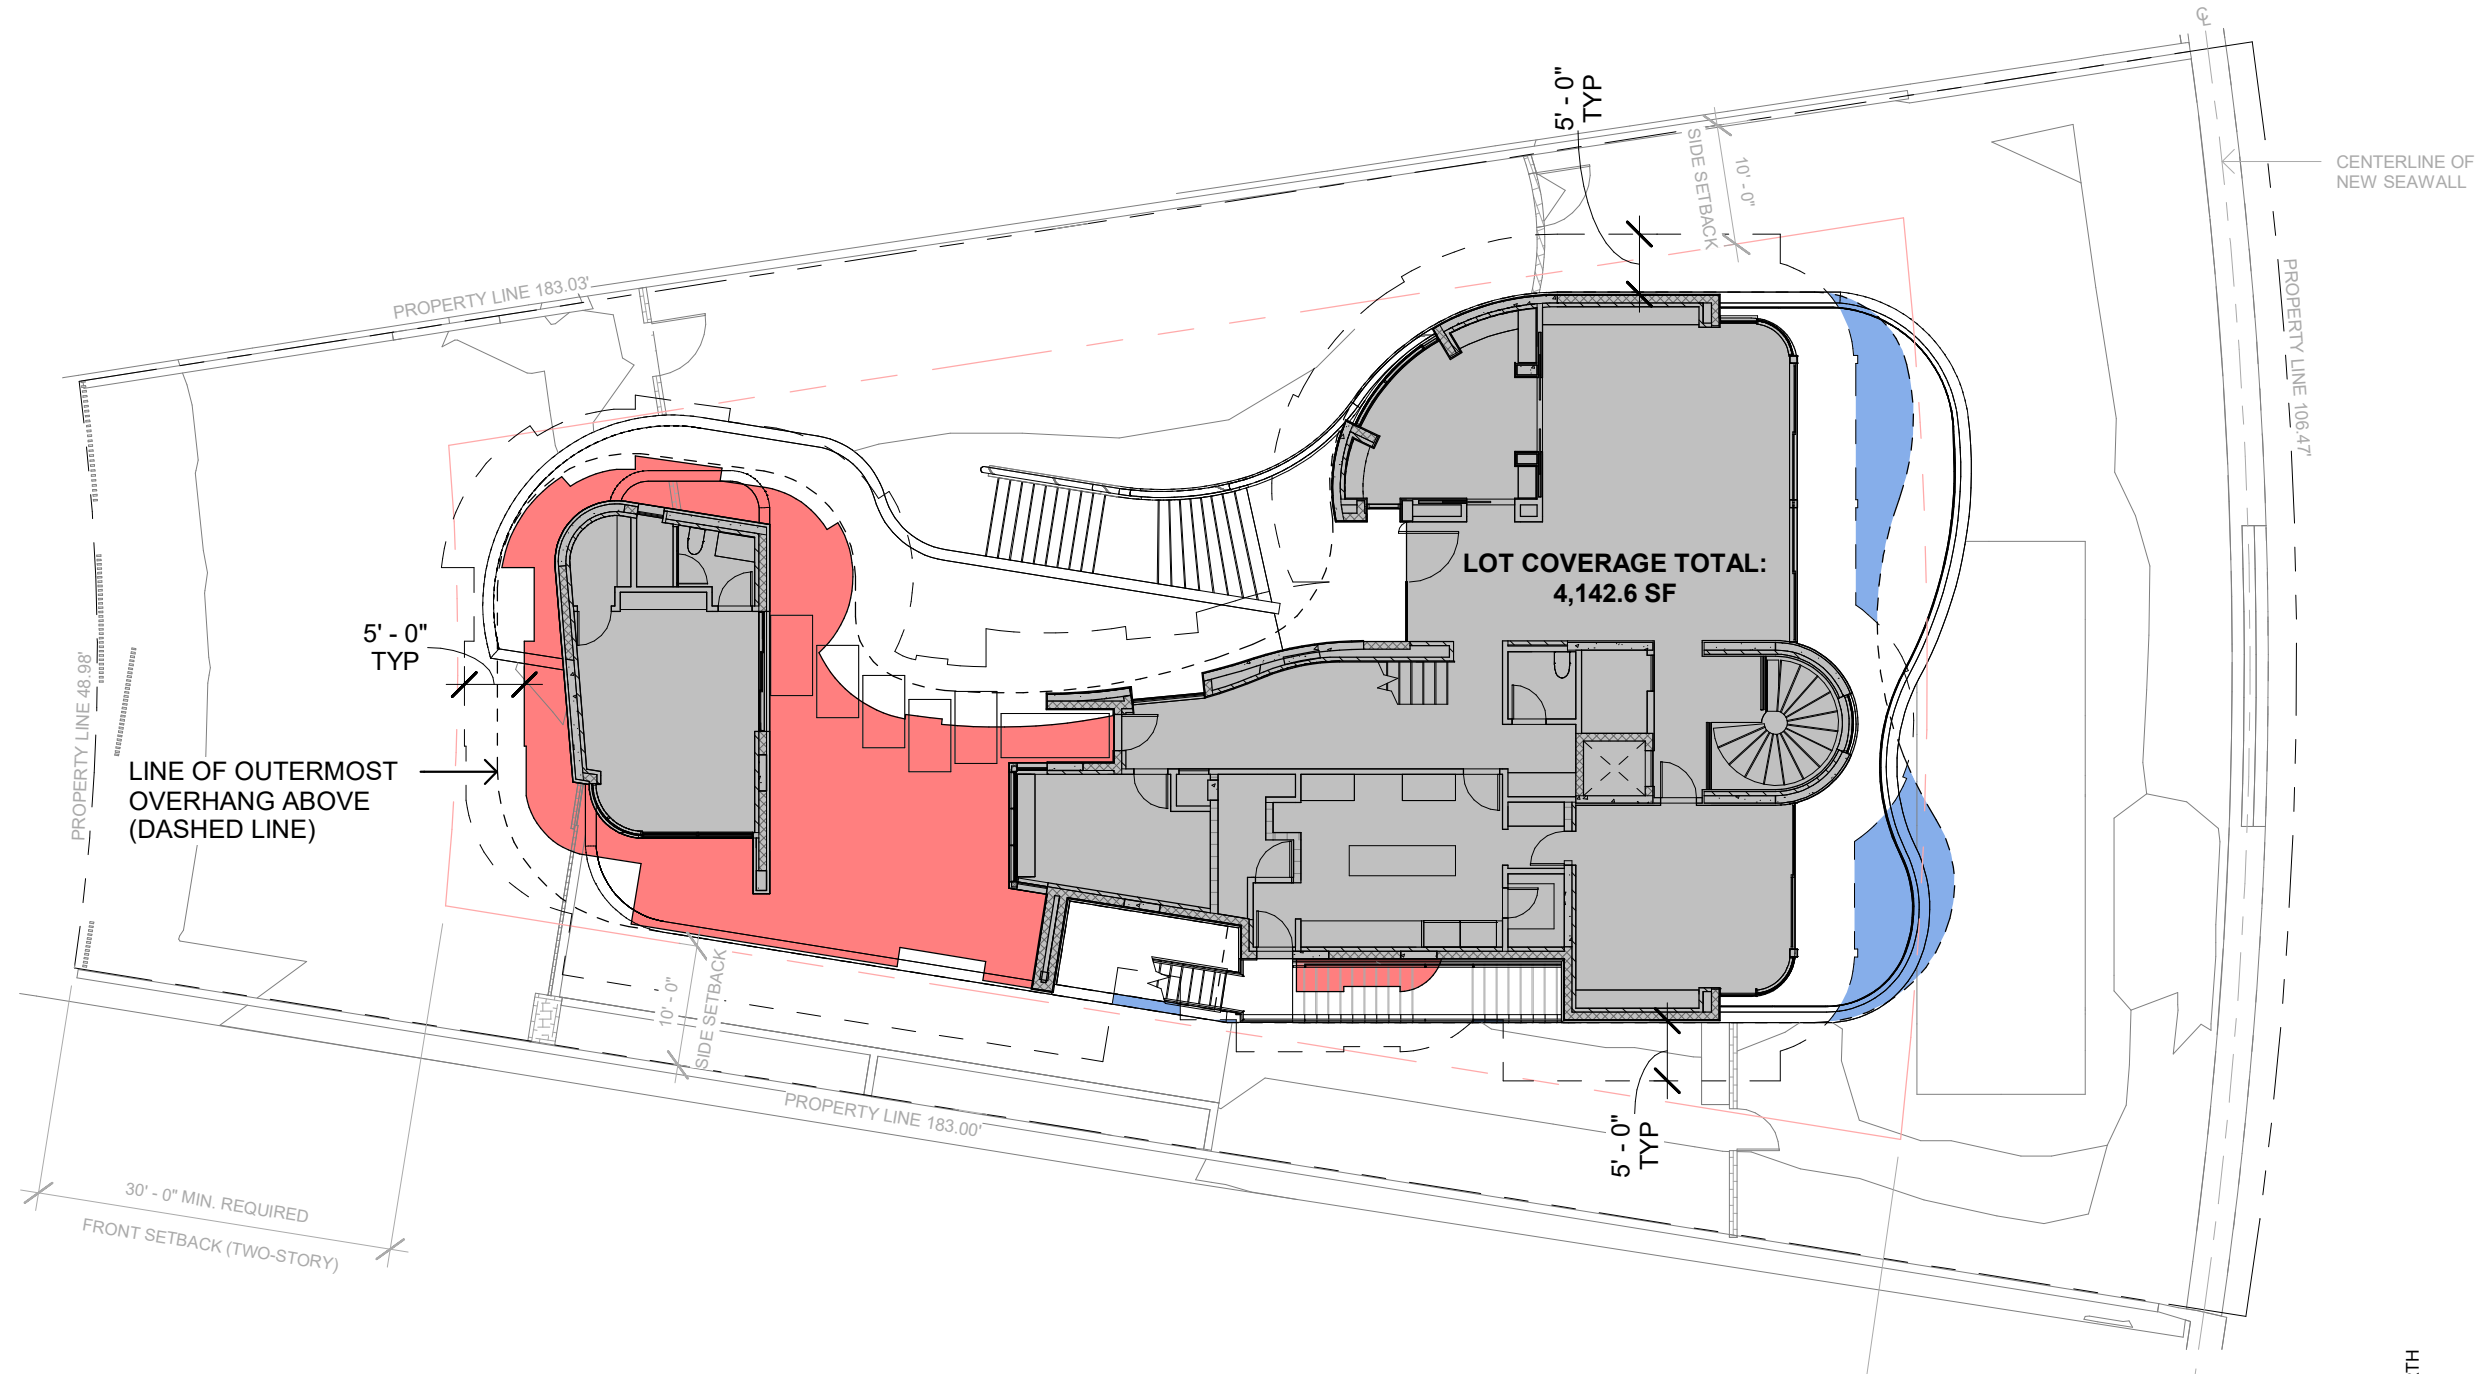 ℄
5' - 0"
TYP
SIDE SETBACK
10' - 0"
CENTERLINE OF
NEW SEAWALL
PROPERTY LINE 183.03'
PROPERTY LINE 106.47'
LOT COVERAGE TOTAL:
4,142.6 SF
5' - 0"
TYP
PROPERTY LINE 48.98'
LINE OF OUTERMOST
OVERHANG ABOVE
(DASHED LINE)
10' - 0"
SIDE SETBACK
PROPERTY LINE 183.00'
5' - 0"
TYP
30' - 0" MIN. REQUIRED
FRONT SETBACK (TWO-STORY)
TH